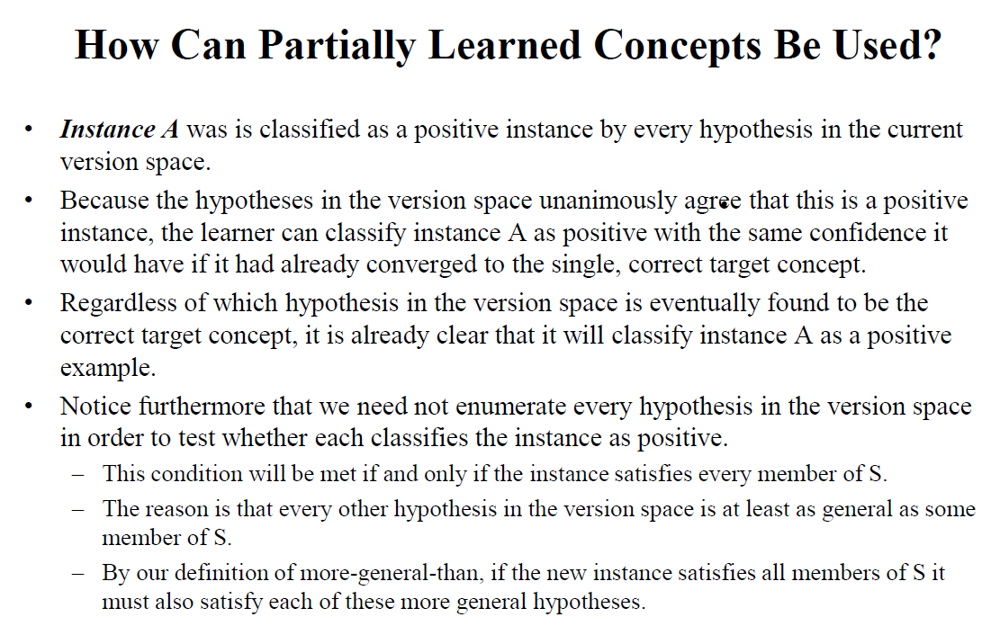 How Can Partially Learned Concepts Be Used?
• Instance A was is classified as a positive instance by every hypothesis in the current
version space.
• Because the hypotheses in the version space unanimously agree that this is a positive
instance, the learner can classify instance A as positive with the same confidence it
would have if it had already converged to the single, correct target concept.
• Regardless of which hypothesis in the version space is eventually found to be the
correct target concept, it is already clear that it will classify instance A as a positive
example.
• Notice furthermore that we need not enumerate every hypothesis in the version space
in order to test whether each classifies the instance as positive.
– This condition will be met if and only if the instance satisfies every member of S.
– The reason is that every other hypothesis in the version space is at least as general as some
member of S.
– By our definition of more-general-than, if the new instance satisfies all members of S it
must also satisfy each of these more general hypotheses.